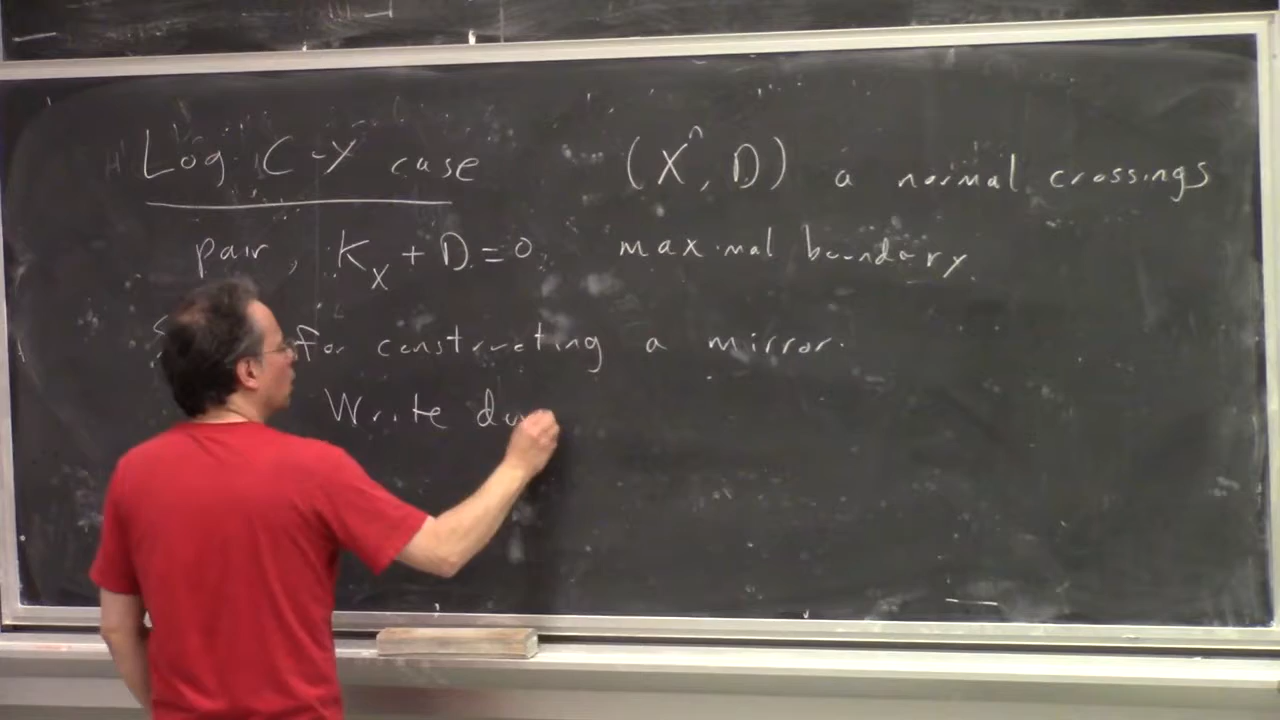 Log C-Y case (X̂, D) a normal crossings
pair, K_X + D = 0, maximal boundary.
for constructing a mirror.
Write